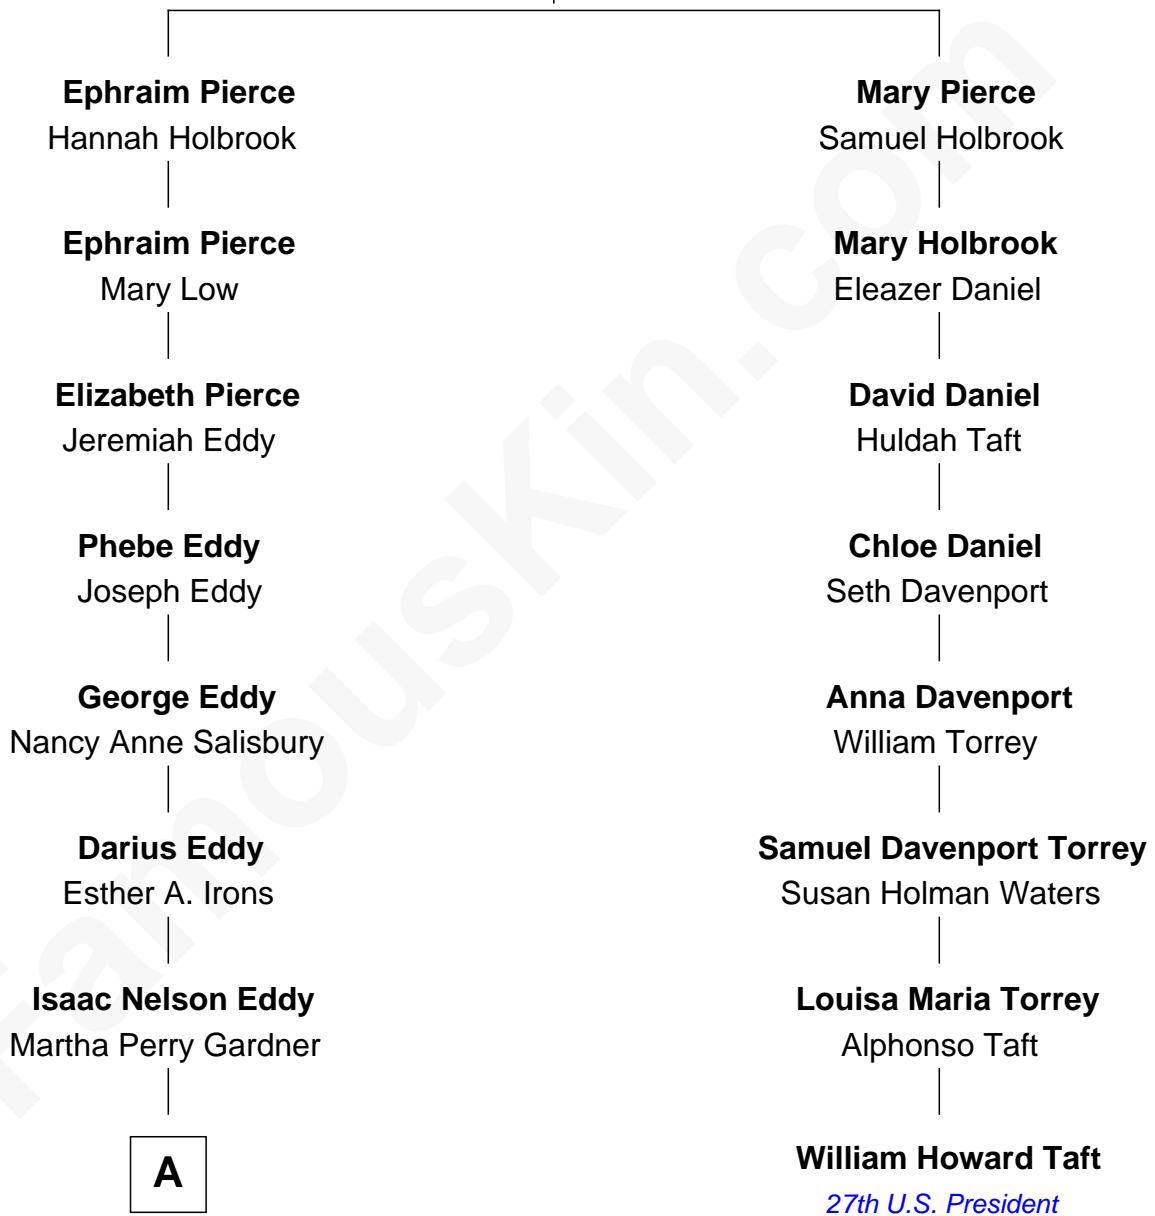 Ephraim Pierce
Hannah Holbrook
Ephraim Pierce
Mary Low
Elizabeth Pierce
Jeremiah Eddy
Phebe Eddy
Joseph Eddy
George Eddy
Nancy Anne Salisbury
Darius Eddy
Esther A. Irons
Isaac Nelson Eddy
Martha Perry Gardner
A
Mary Pierce
Samuel Holbrook
Mary Holbrook
Eleazer Daniel
David Daniel
Huldah Taft
Chloe Daniel
Seth Davenport
Anna Davenport
William Torrey
Samuel Davenport Torrey
Susan Holman Waters
Louisa Maria Torrey
Alphonso Taft
William Howard Taft
27th U.S. President
FamousKin.com